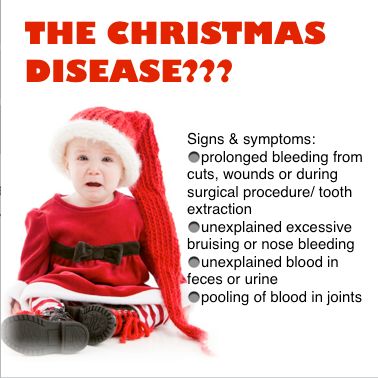 THE CHRISTMAS
DISEASE???
Signs & symptoms:
●prolonged bleeding from
cuts, wounds or during
surgical procedure/ tooth
extraction
●unexplained excessive
bruising or nose bleeding
●unexplained blood in
feces or urine
●pooling of blood in joints